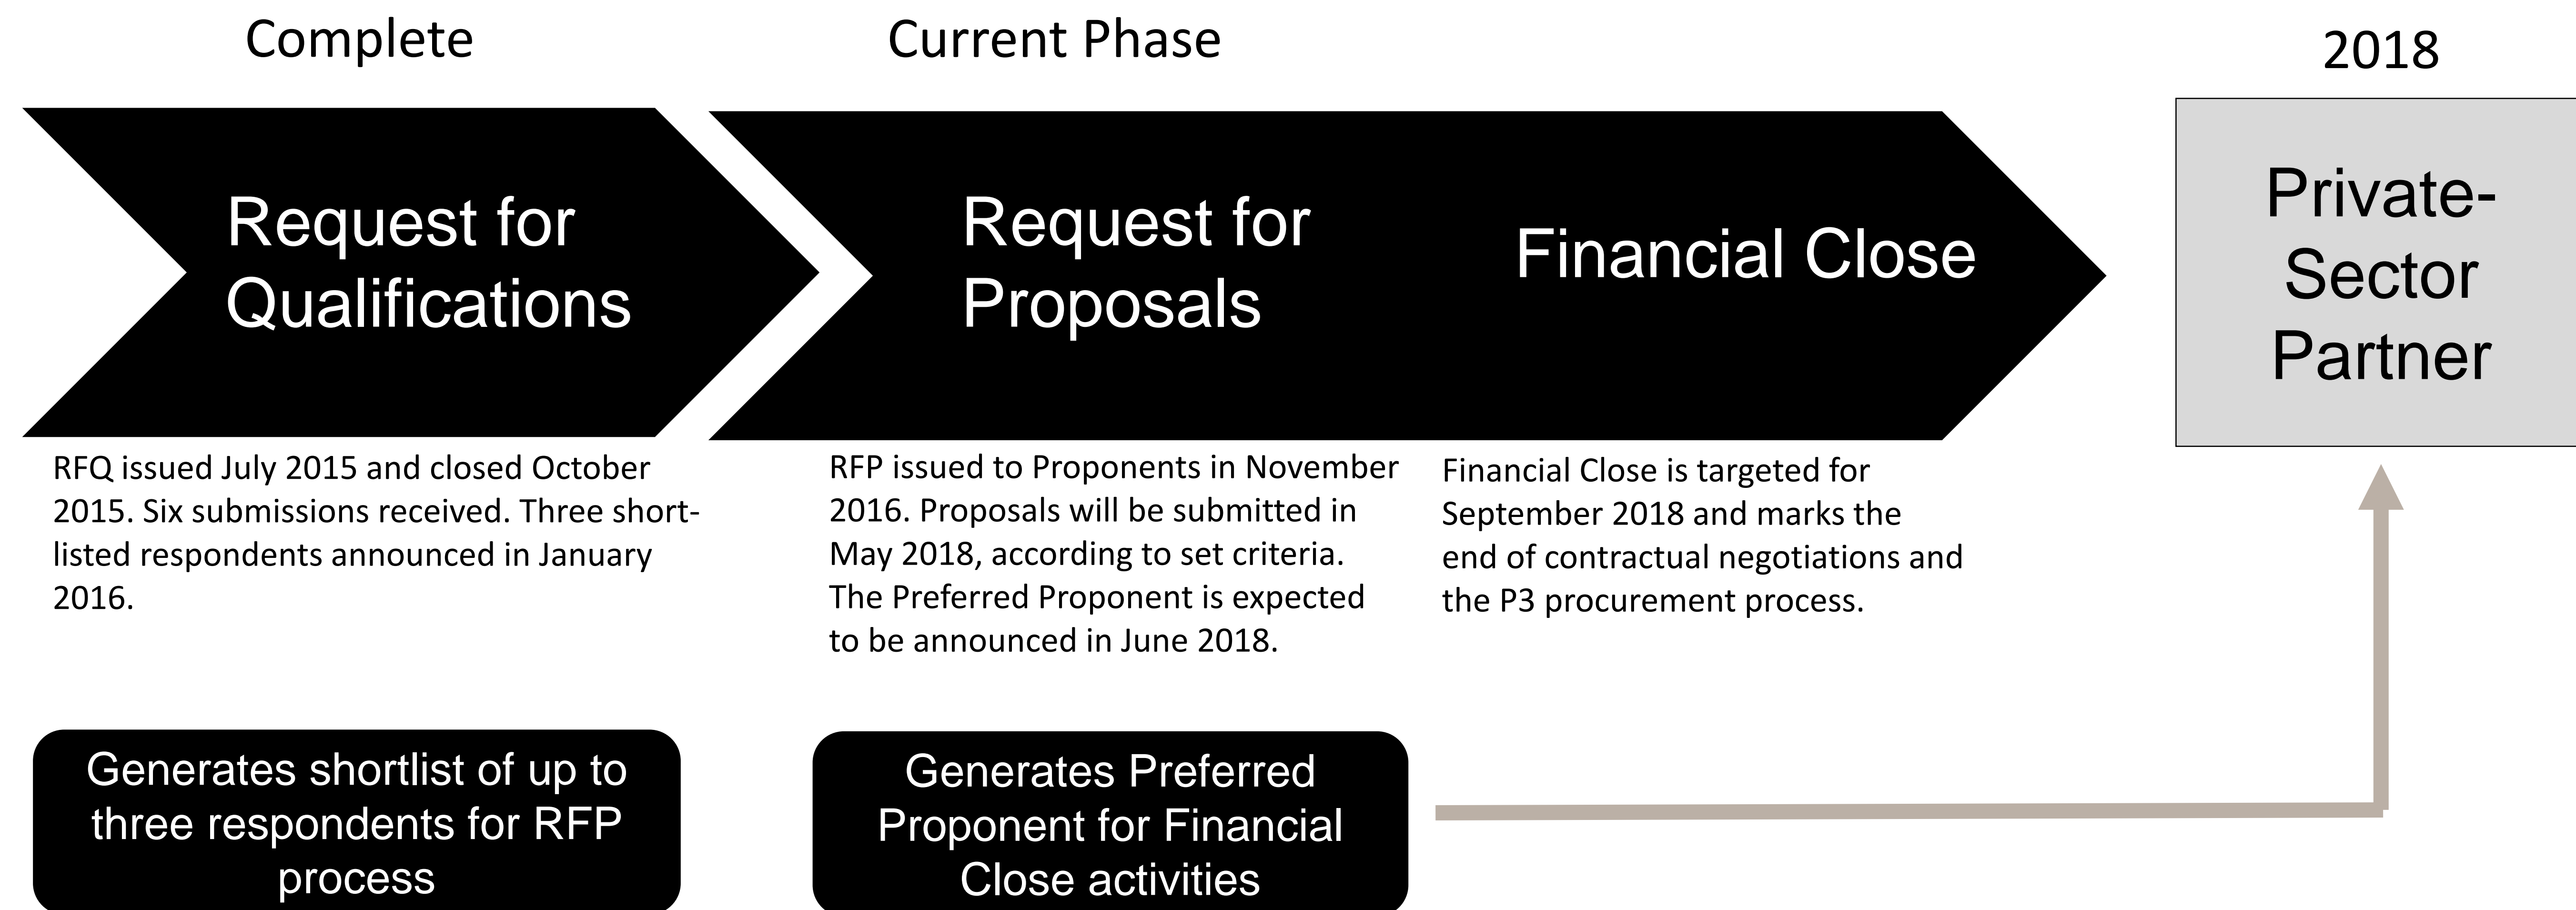 Complete
Current Phase
2018
Request for
Qualifications
Request for
Proposals
Financial Close
Private-
Sector
Partner
RFQ issued July 2015 and closed October
2015. Six submissions received. Three short-
listed respondents announced in January
2016.
RFP issued to Proponents in November
2016. Proposals will be submitted in
May 2018, according to set criteria.
The Preferred Proponent is expected
to be announced in June 2018.
Financial Close is targeted for
September 2018 and marks the
end of contractual negotiations and
the P3 procurement process.
Generates shortlist of up to
three respondents for RFP
process
Generates Preferred
Proponent for Financial
Close activities